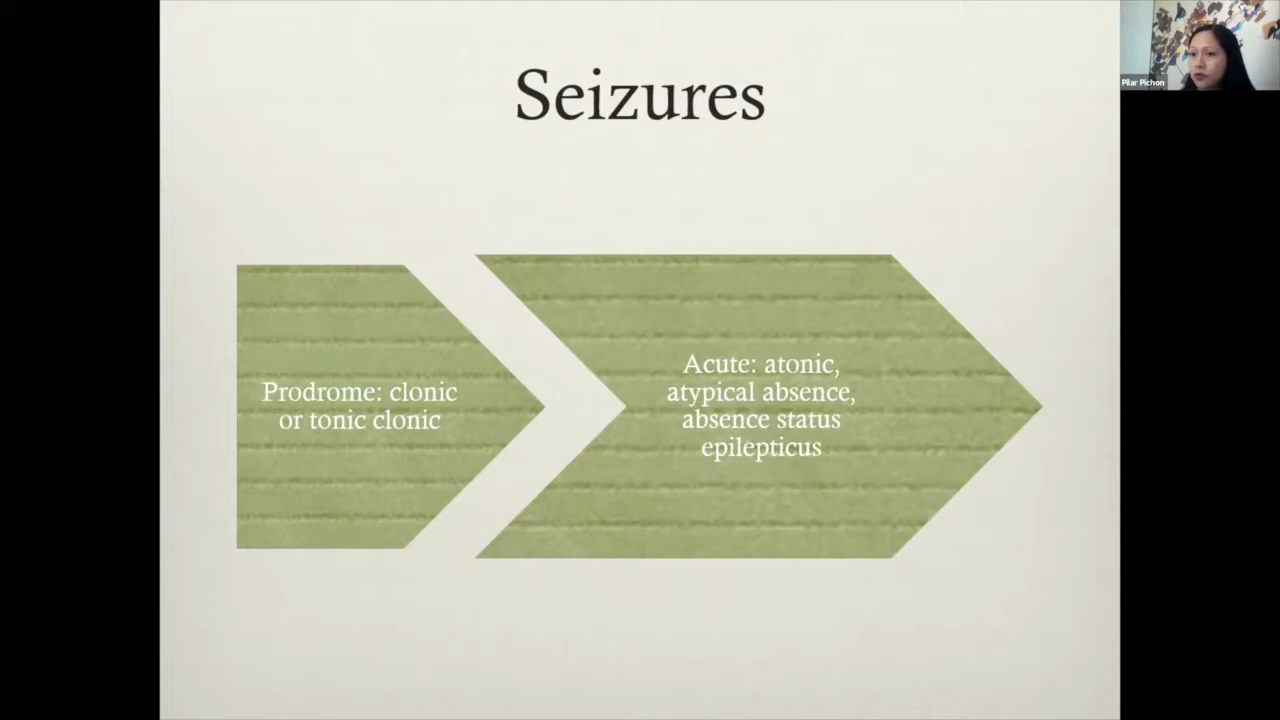 Seizures
Prodrome: clonic
or tonic clonic
Acute: atonic,
atypical absence,
absence status
epilepticus
Pilar Pichon